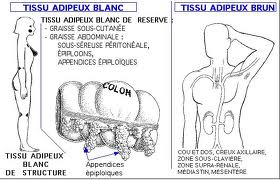 TISSU ADIPEUX BLANC
TISSU ADIPEUX BLANC DE RESERVE :
- GRAISSE SOUS-CUTANÉE
- GRAISSE ABDOMINALE :
SOUS-SÉREUSE PÉRITONÉALE,
ÉPIPLOONS,
APPENDICES ÉPIPLOÏQUES
COLON
TISSU ADIPEUX
BLANC
DE STRUCTURE
Appendices
épiploiques
TISSU ADIPEUX BRUN
COU ET DOS, CREUX AXILLAIRE,
ZONE SOUS-CLAVIÈRE,
ZONE SUPRA-RÉNALE,
MÉDIASTIN, MÉSENTÈRE.